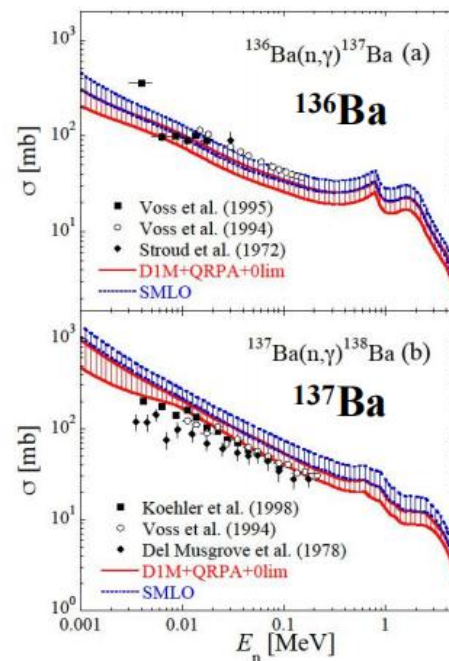 ¹³⁶Ba(n,γ)¹³⁷Ba (a)
¹³⁶Ba
σ [mb]
10³
10²
10¹
Voss et al. (1995)
Voss et al. (1994)
Stroud et al. (1972)
D1M+QRPA+0lim
SMLO
¹³⁷Ba(n,γ)¹³⁸Ba (b)
¹³⁷Ba
σ [mb]
10³
10²
10¹
10⁰
Koehler et al. (1998)
Voss et al. (1994)
Del Musgrove et al. (1978)
D1M+QRPA+0lim
SMLO
0.001 0.01 0.1 1
Eₙ [MeV]